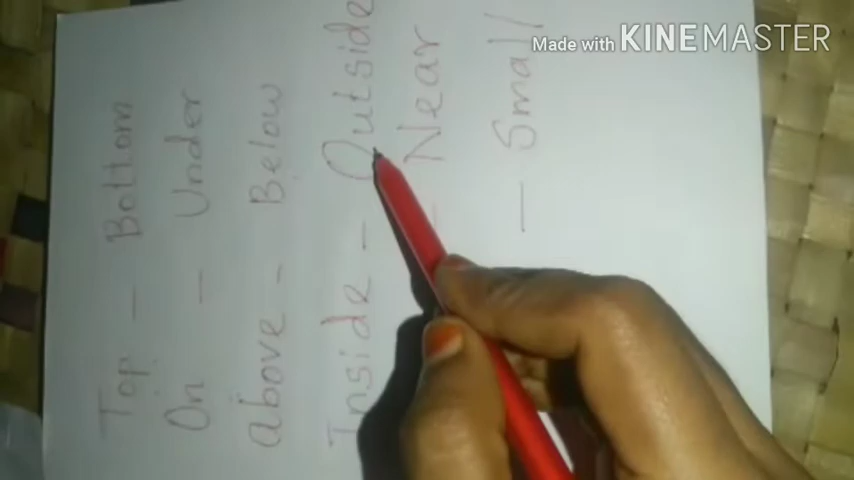 Made with KINEMASTER
Top - Bottom
On - Under
above - Below
Inside - Outside
- Near
- Small